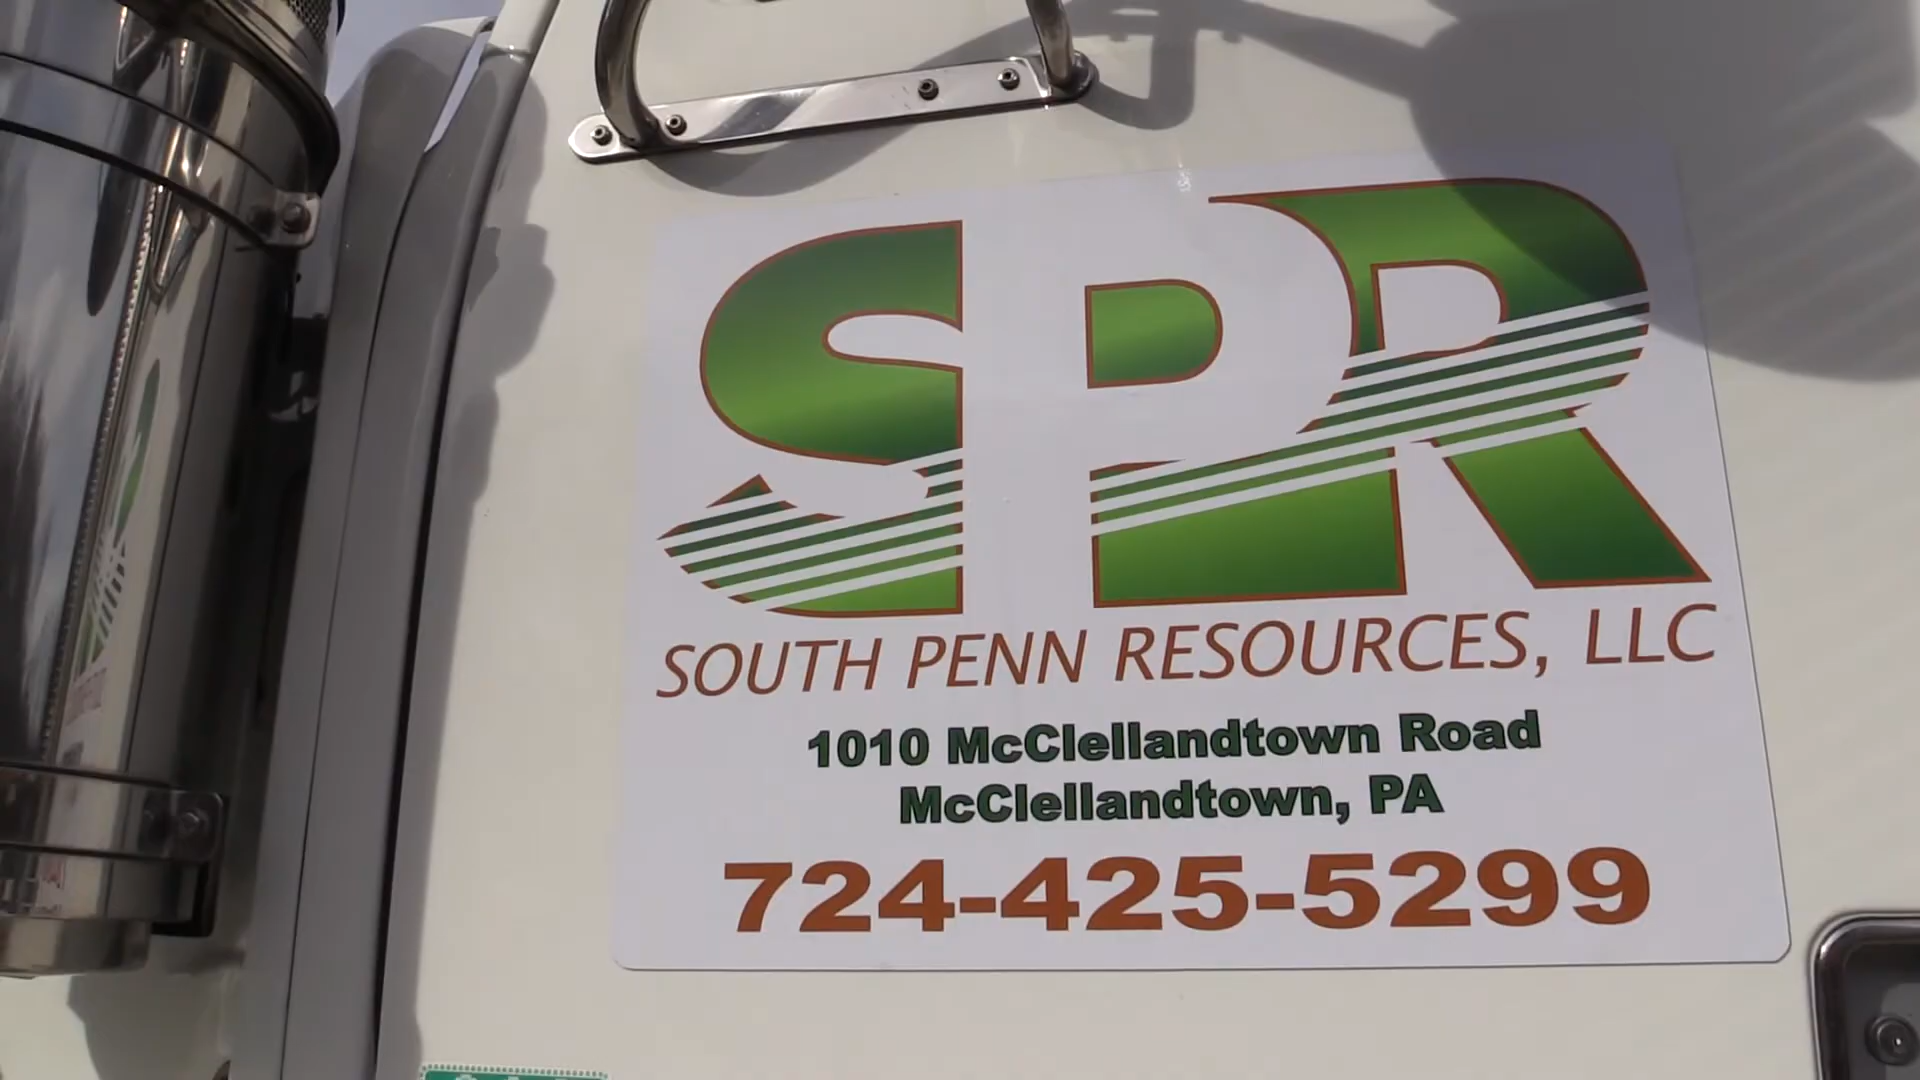 SPR
SOUTH PENN RESOURCES, LLC
1010 McClellandtown Road
McClellandtown, PA
724-425-5299